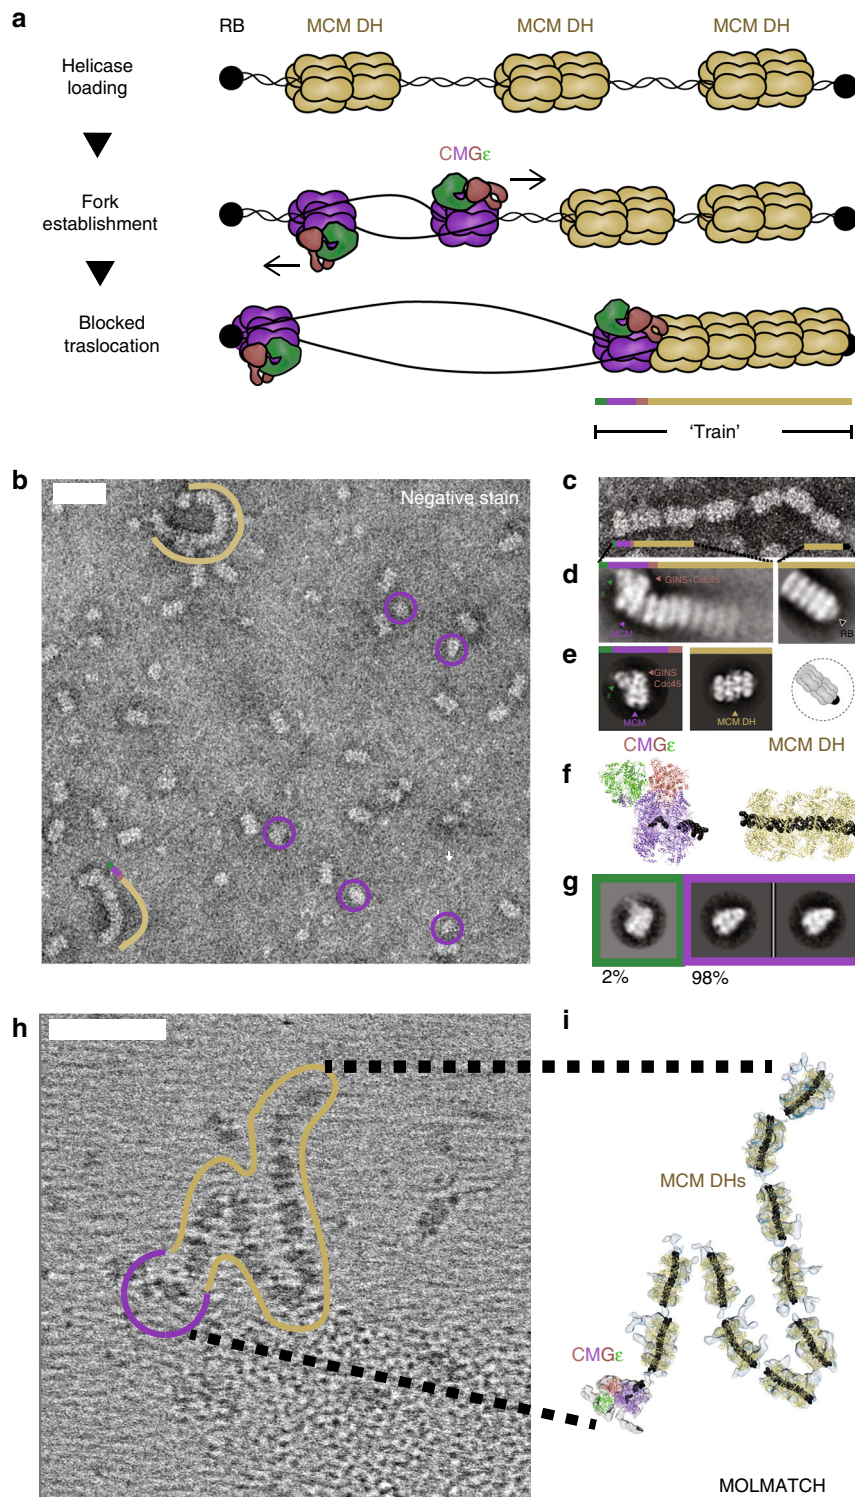 a
RB
MCM DH
MCM DH
MCM DH
Helicase
loading
CMGε
Fork
establishment
Blocked
traslocation
'Train'
b
Negative stain
c
d
GINS+Cdc45
ε
MCM
RB
e
GINS
Cdc45
ε
MCM
MCM DH
CMGε
MCM DH
f
g
2%
98%
h
i
MCM DHs
CMGε
MOLMATCH